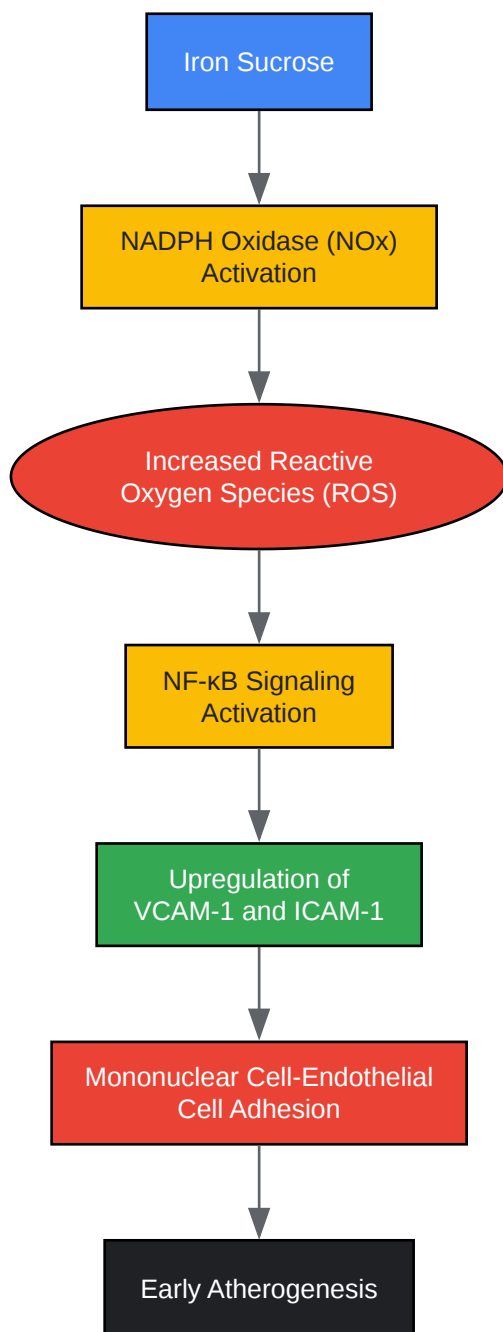 Iron Sucrose
NADPH Oxidase (NOx)
Activation
Increased Reactive
Oxygen Species (ROS)
NF-κB Signaling
Activation
Upregulation of
VCAM-1 and ICAM-1
Mononuclear Cell-Endothelial
Cell Adhesion
Early Atherogenesis